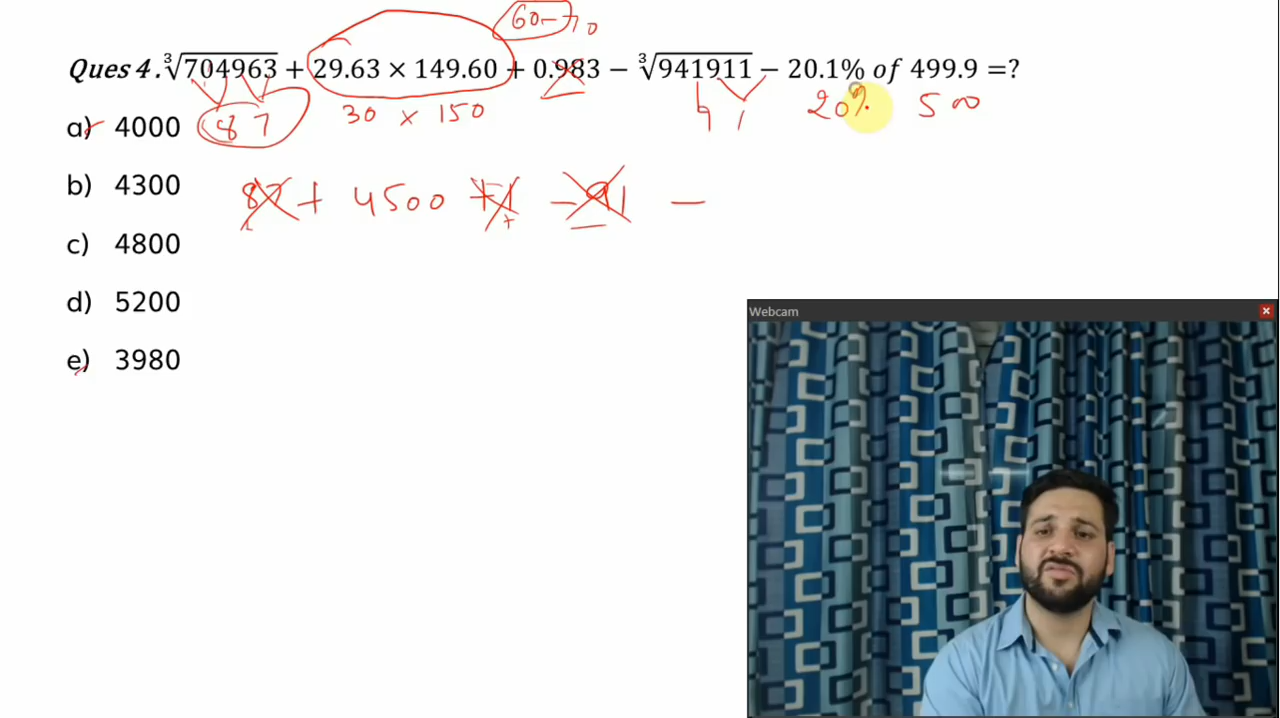 60-70
Ques 4. ∛704963 + 29.63 × 149.60 + 0.983 − ∛941911 − 20.1% of 499.9 =?
87 30 × 150 20% 500
a) 4000
b) 4300
87 + 4500 +1 − 91 −
c) 4800
d) 5200
e) 3980
Webcam